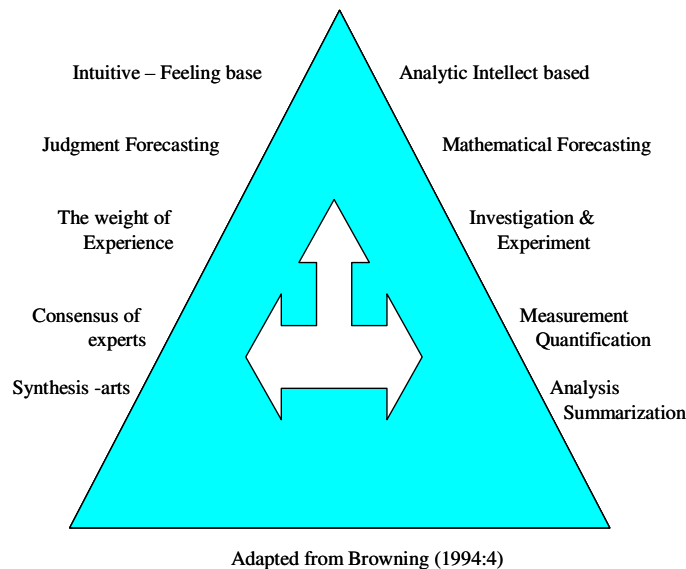 Intuitive – Feeling base
Analytic Intellect based
Judgment Forecasting
Mathematical Forecasting
The weight of
Experience
Investigation &
Experiment
Consensus of
experts
Measurement
Quantification
Synthesis -arts
Analysis
Summarization
Adapted from Browning (1994:4)